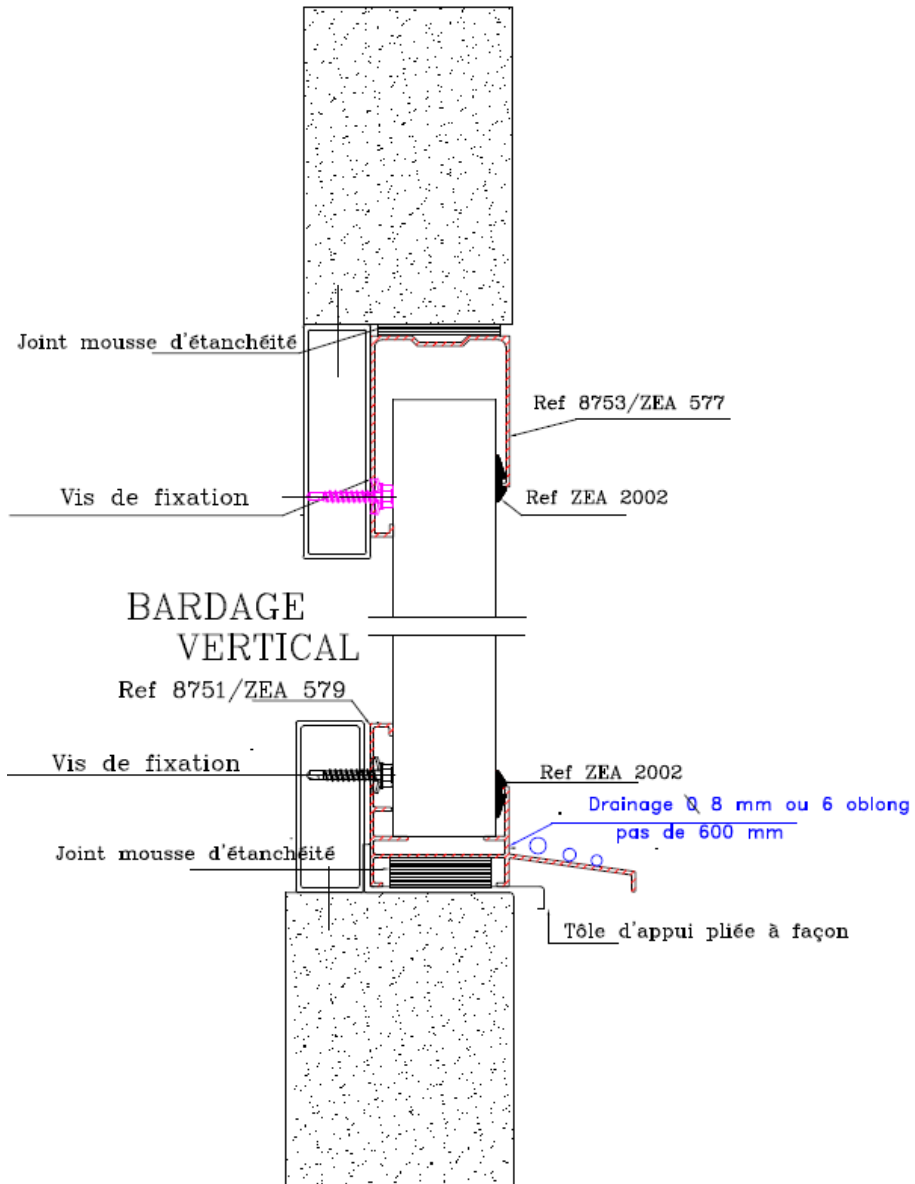 Joint mousse d'étanchéité
Ref 8753/ZEA 577
Vis de fixation
Ref ZEA 2002
BARDAGE
VERTICAL
Ref 8751/ZEA 579
Vis de fixation
Ref ZEA 2002
Drainage Ø 8 mm ou 6 oblong
pas de 600 mm
Joint mousse d'étanchéité
Tôle d'appui pliée à façon